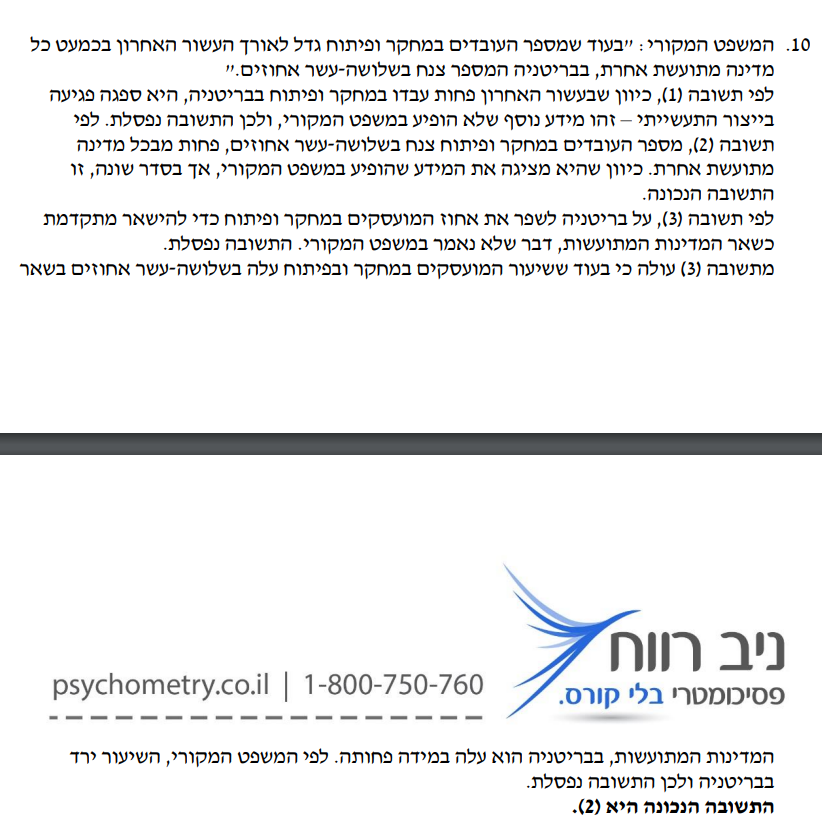 10. המשפט המקורי: "בעוד שמספר העובדים במחקר ופיתוח גדל לאורך העשור האחרון בכמעט כל
מדינה מתועשת אחרת, בבריטניה המספר צנח בשלושה-עשר אחוזים."
לפי תשובה (1), כיוון שבעשור האחרון פחות עבדו במחקר ופיתוח בבריטניה, היא ספגה פגיעה
בייצור התעשייתי – זהו מידע נוסף שלא הופיע במשפט המקורי, ולכן התשובה נפסלת. לפי
תשובה (2), מספר העובדים במחקר ופיתוח צנח בשלושה-עשר אחוזים, פחות מבכל מדינה
מתועשת אחרת. כיוון שהיא מציגה את המידע שהופיע במשפט המקורי, אך בסדר שונה, זו
התשובה הנכונה.
לפי תשובה (3), על בריטניה לשפר את אחוז המועסקים במחקר ופיתוח כדי להישאר מתקדמת
כשאר המדינות המתועשות, דבר שלא נאמר במשפט המקורי. התשובה נפסלת.
מתשובה (3) עולה כי בעוד ששיעור המועסקים במחקר ובפיתוח עלה בשלושה-עשר אחוזים בשאר
ניב רווח
פסיכומטרי בלי קורס.
psychometry.co.il | 1-800-750-760
המדינות המתועשות, בבריטניה הוא עלה במידה פחותה. לפי המשפט המקורי, השיעור ירד
בבריטניה ולכן התשובה נפסלת.
התשובה הנכונה היא (2).